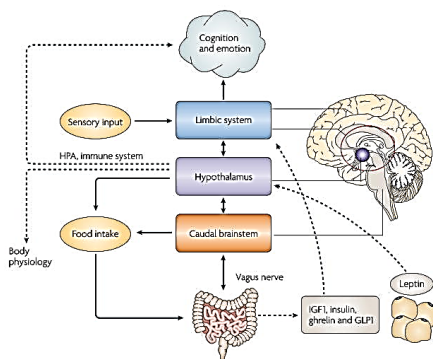 Cognition
and emotion
Sensory input
Limbic system
HPA, immune system
Hypothalamus
Body
physiology
Food intake
Caudal brainstem
Vagus nerve
Leptin
IGF1, insulin,
ghrelin and GLP1